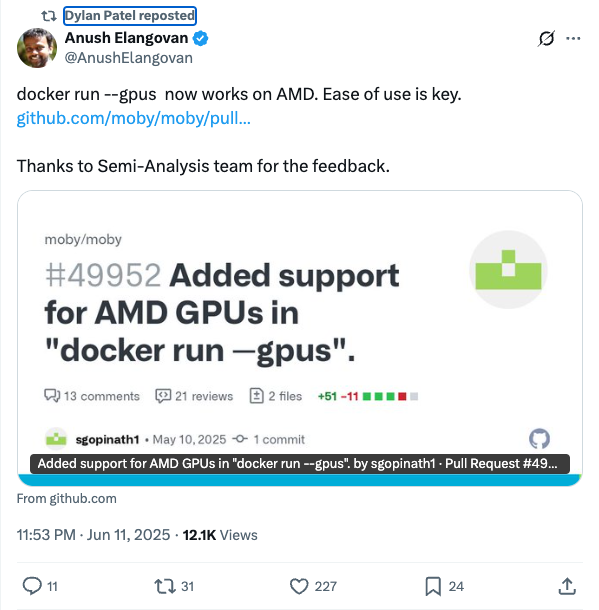 Dylan Patel reposted
Anush Elangovan
@AnushElangovan
docker run --gpus  now works on AMD. Ease of use is key.
github.com/moby/moby/pull...
Thanks to Semi-Analysis team for the feedback.
moby/moby
#49952 Added support
for AMD GPUs in
"docker run —gpus".
13 comments 21 reviews 2 files +51 -11
sgopinath1 • May 10, 2025 1 commit
Added support for AMD GPUs in "docker run --gpus". by sgopinath1 · Pull Request #49...
From github.com
11:53 PM · Jun 11, 2025 · 12.1K Views
11 31 227 24